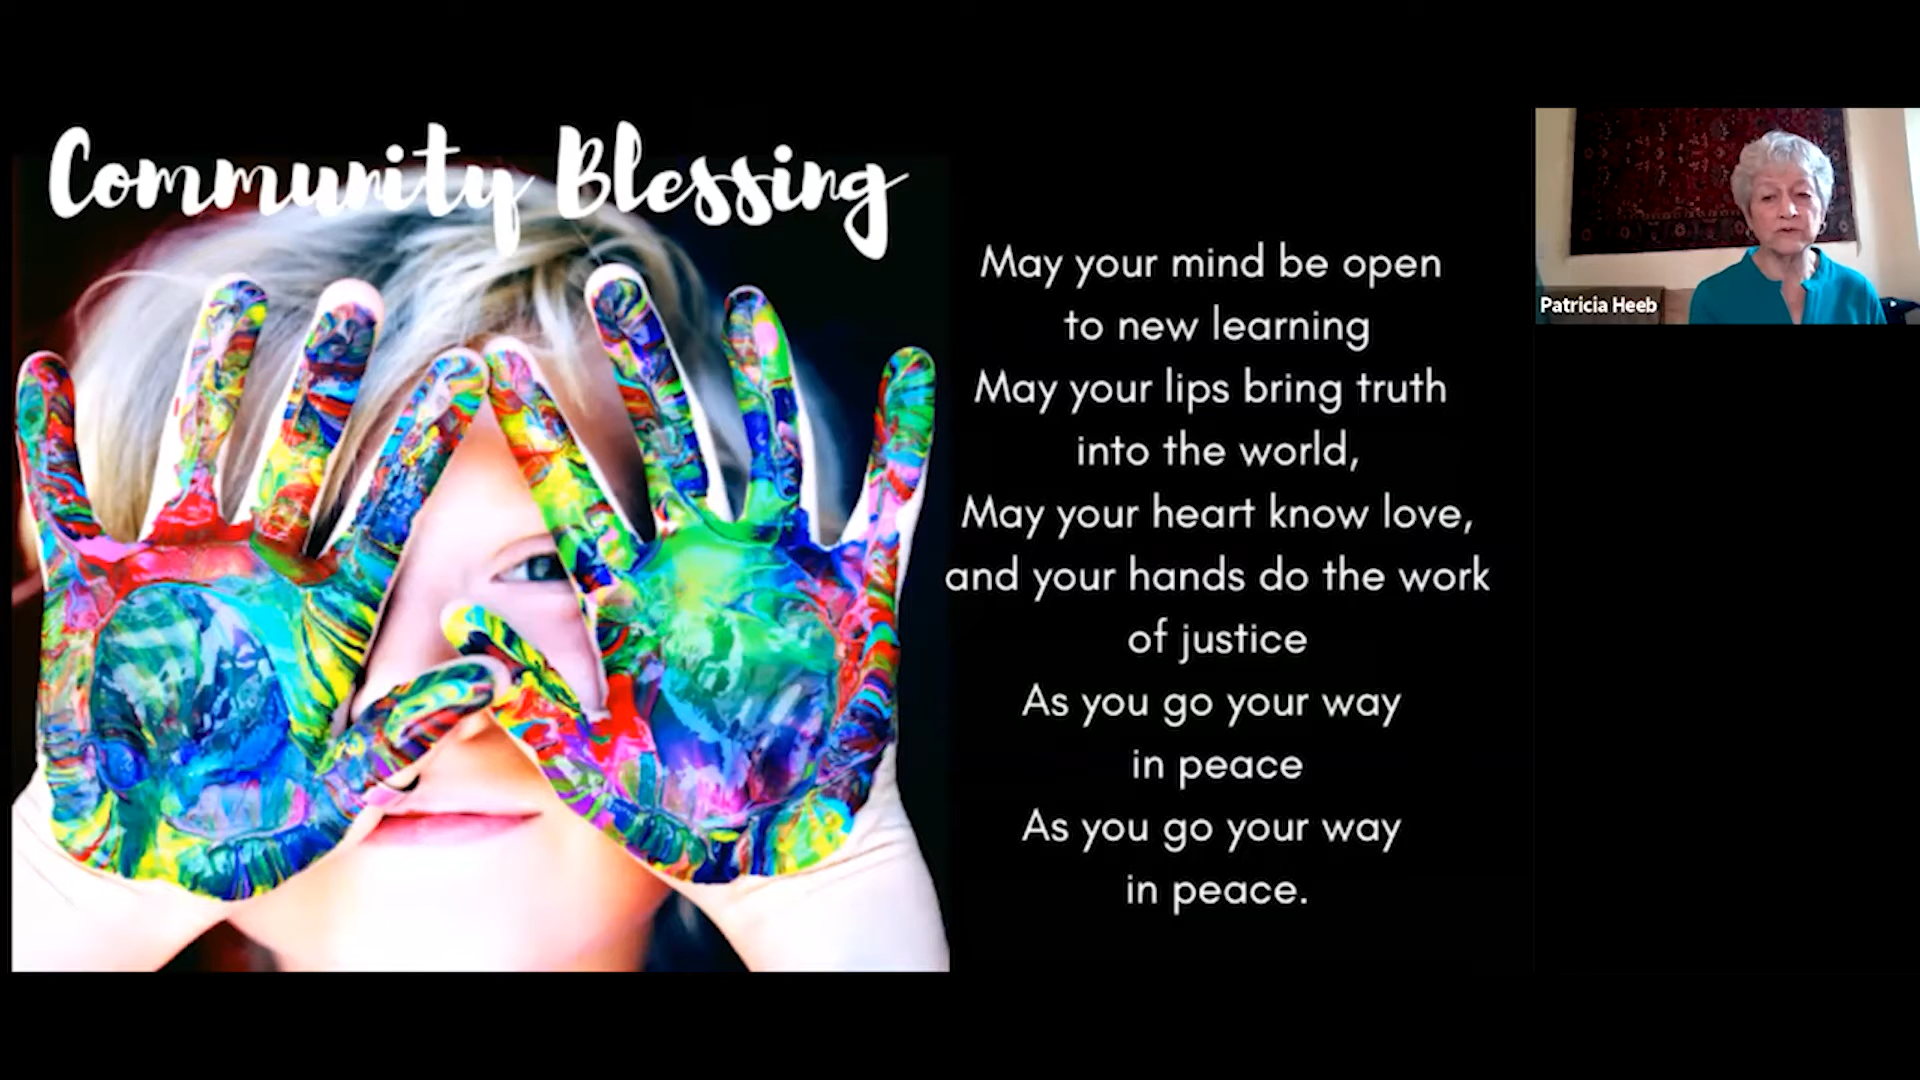 Community Blessing
May your mind be open
to new learning
May your lips bring truth
into the world,
May your heart know love,
and your hands do the work
of justice
As you go your way
in peace
As you go your way
in peace.
Patricia Heeb